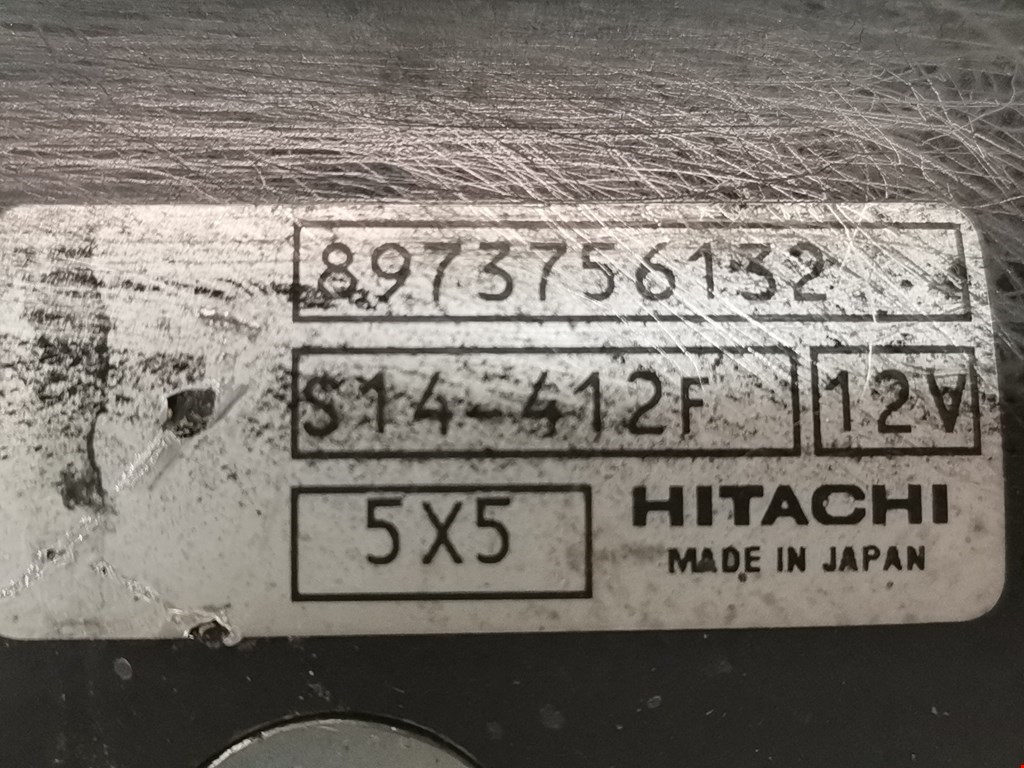 8973756132
S14-412F 12V
5X5 HITACHI
MADE IN JAPAN